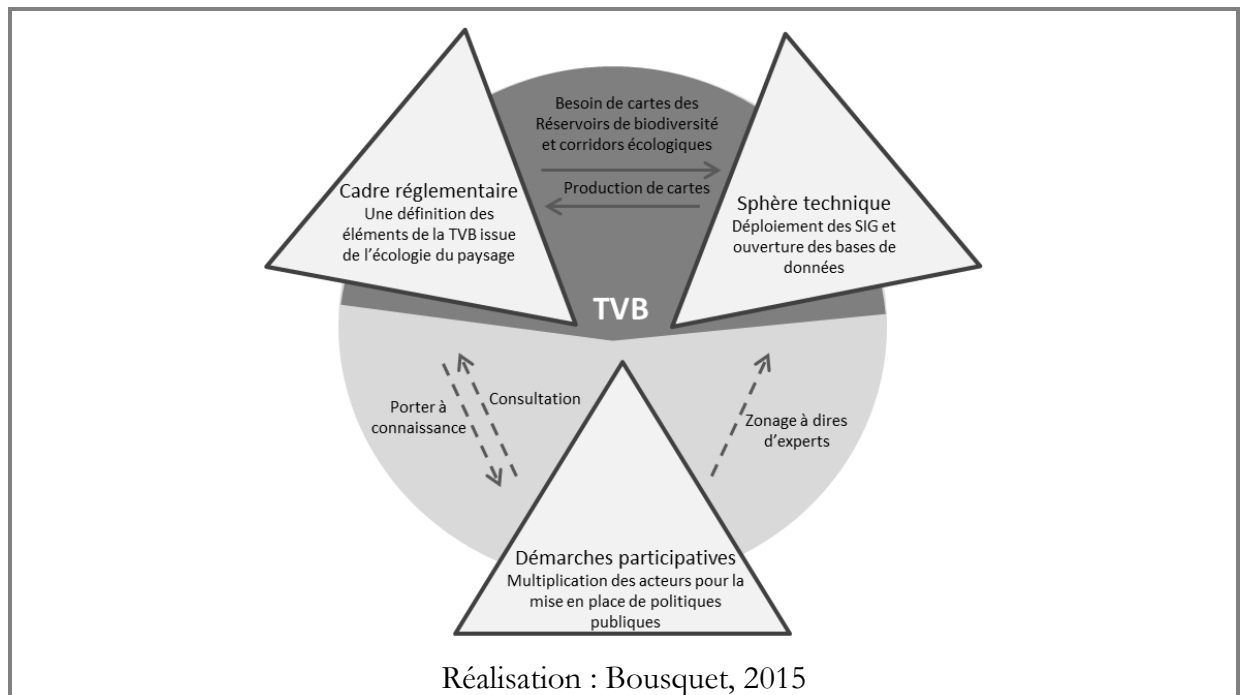 Besoin de cartes des
Réservoirs de biodiversité
et corridors écologiques
Production de cartes
Cadre réglementaire
Une définition des
éléments de la TVB issue
de l'écologie du paysage
Sphère technique
Déploiement des SIG et
ouverture des bases de
données
TVB
Porter à
connaissance
Consultation
Zonage à dires
d'experts
Démarches participatives
Multiplication des acteurs pour la
mise en place de politiques
publiques
Réalisation : Bousquet, 2015